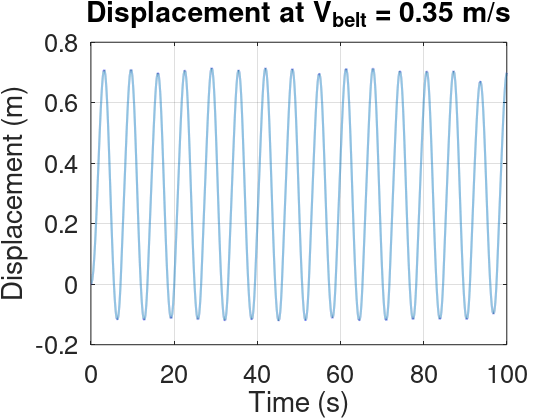 Displacement at V_belt = 0.35 m/s
0.8
0.6
0.4
0.2
0
-0.2
Displacement (m)
0 20 40 60 80 100
Time (s)